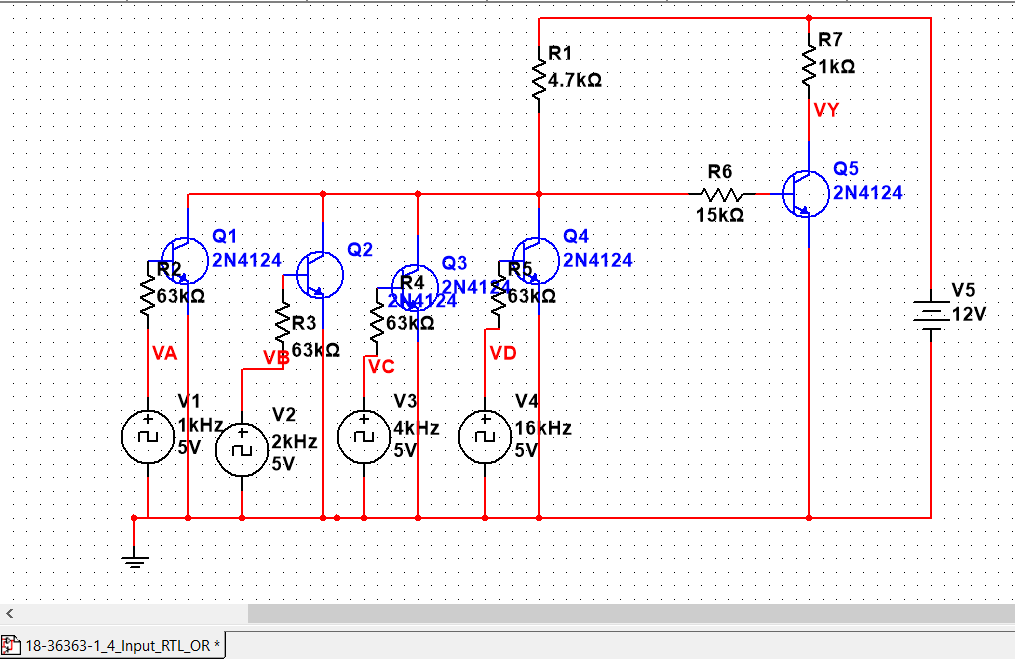 R1
4.7kΩ
R7
1kΩ
VY
R6
15kΩ
Q5
2N4124
Q1
2N4124
Q2
Q3
2N4124
Q4
2N4124
R2
63kΩ
R3
63kΩ
R4
2N4124
63kΩ
R5
63kΩ
V5
12V
VA
VB
VC
VD
V1
1kHz
5V
V2
2kHz
5V
V3
4kHz
5V
V4
16kHz
5V
18-36363-1_4_Input_RTL_OR *